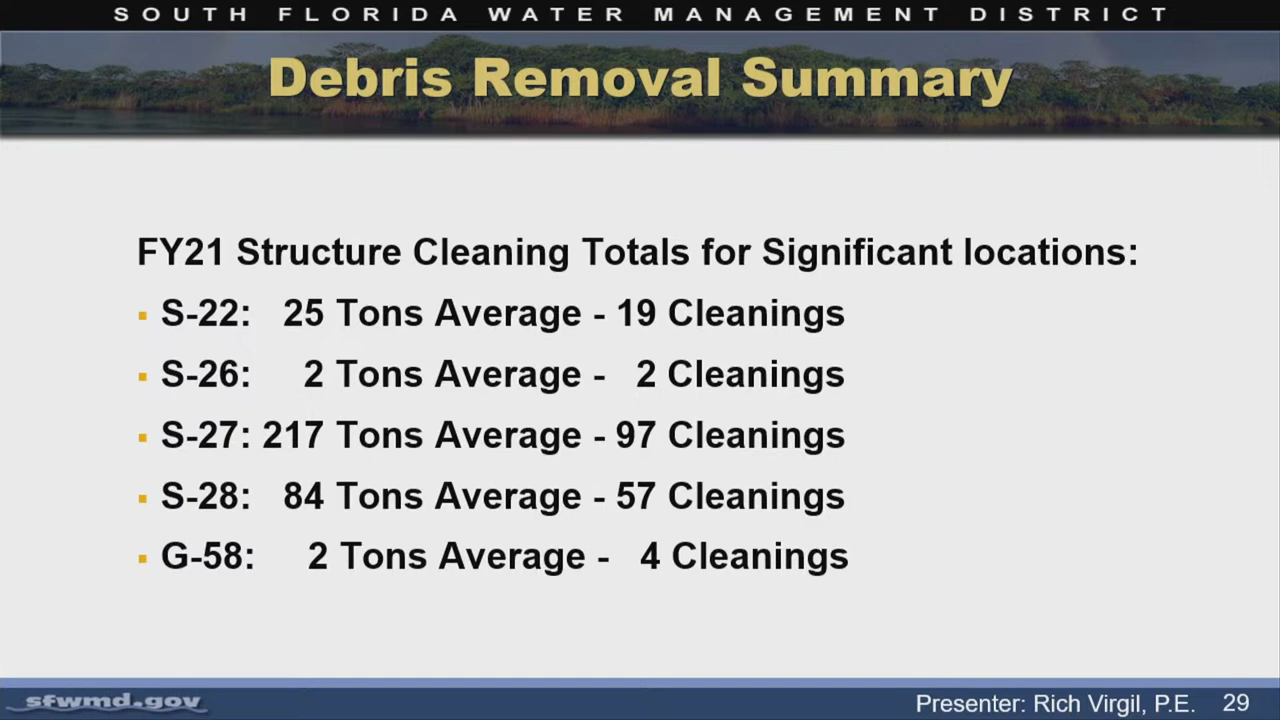 SOUTH FLORIDA WATER MANAGEMENT DISTRICT
Debris Removal Summary
FY21 Structure Cleaning Totals for Significant locations:
▪ S-22: 25 Tons Average - 19 Cleanings
▪ S-26: 2 Tons Average - 2 Cleanings
▪ S-27: 217 Tons Average - 97 Cleanings
▪ S-28: 84 Tons Average - 57 Cleanings
▪ G-58: 2 Tons Average - 4 Cleanings
sfwmd.gov
Presenter: Rich Virgil, P.E. 29